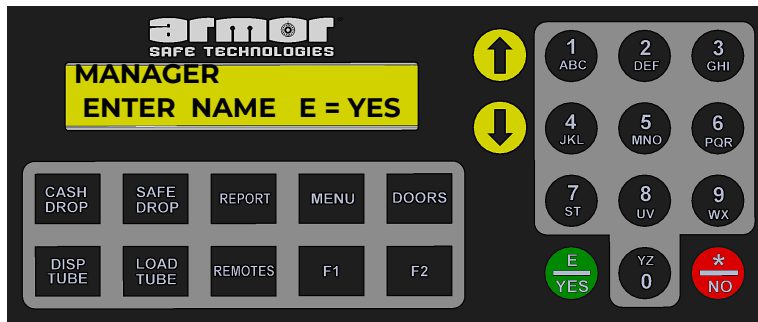 armor
SAFE TECHNOLOGIES
MANAGER
ENTER NAME E = YES
CASH DROP
SAFE DROP
REPORT
MENU
DOORS
DISP TUBE
LOAD TUBE
REMOTES
F1
F2
1
ABC
2
DEF
3
GHI
4
JKL
5
MNO
6
PQR
7
ST
8
UV
9
WX
E
YES
YZ
0
*
NO